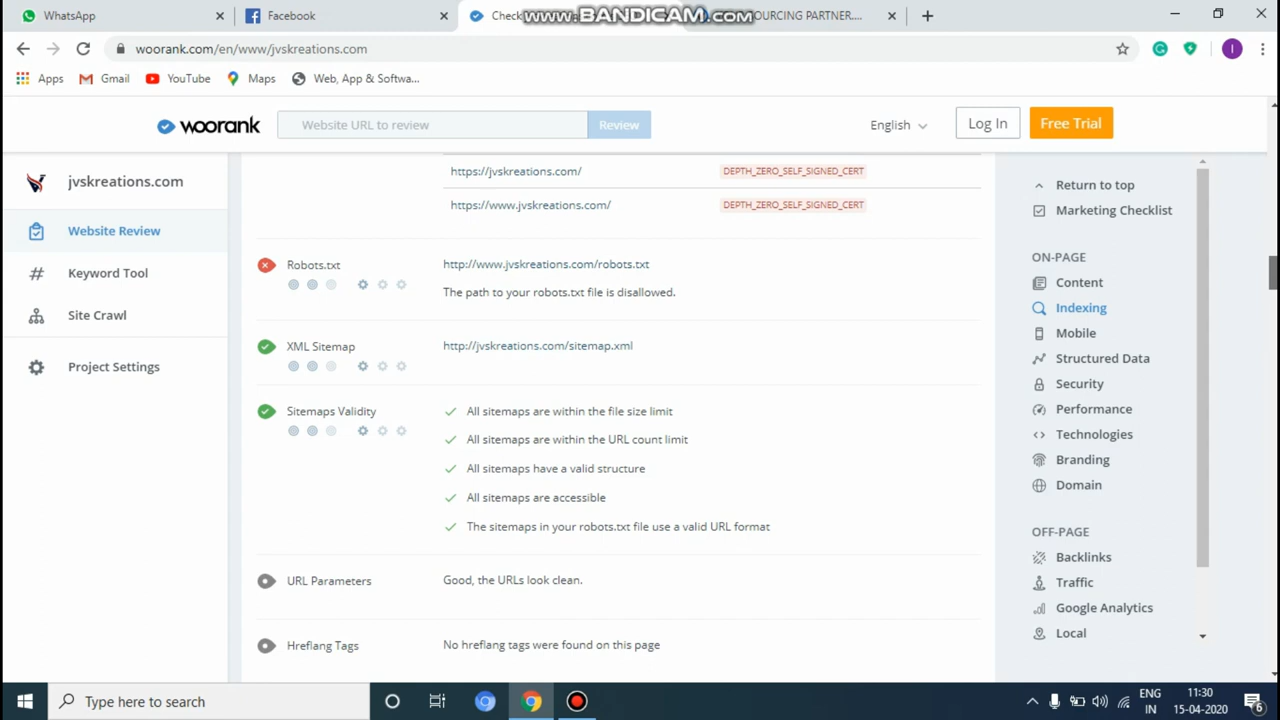 WhatsApp
Facebook
Check
www.BANDICAM.com
OURCING PARTNER....
woorank.com/en/www/jvskreations.com
Apps
Gmail
YouTube
Maps
Web, App & Softwa...
woorank
Website URL to review
Review
English
Log In
Free Trial
jvskreations.com
Website Review
Keyword Tool
Site Crawl
Project Settings
https://jvskreations.com/
DEPTH_ZERO_SELF_SIGNED_CERT
https://www.jvskreations.com/
DEPTH_ZERO_SELF_SIGNED_CERT
Robots.txt
http://www.jvskreations.com/robots.txt
The path to your robots.txt file is disallowed.
XML Sitemap
http://jvskreations.com/sitemap.xml
Sitemaps Validity
All sitemaps are within the file size limit
All sitemaps are within the URL count limit
All sitemaps have a valid structure
All sitemaps are accessible
The sitemaps in your robots.txt file use a valid URL format
URL Parameters
Good, the URLs look clean.
Hreflang Tags
No hreflang tags were found on this page
Return to top
Marketing Checklist
ON-PAGE
Content
Indexing
Mobile
Structured Data
Security
Performance
Technologies
Branding
Domain
OFF-PAGE
Backlinks
Traffic
Google Analytics
Local
Type here to search
ENG
IN
11:30
15-04-2020
6